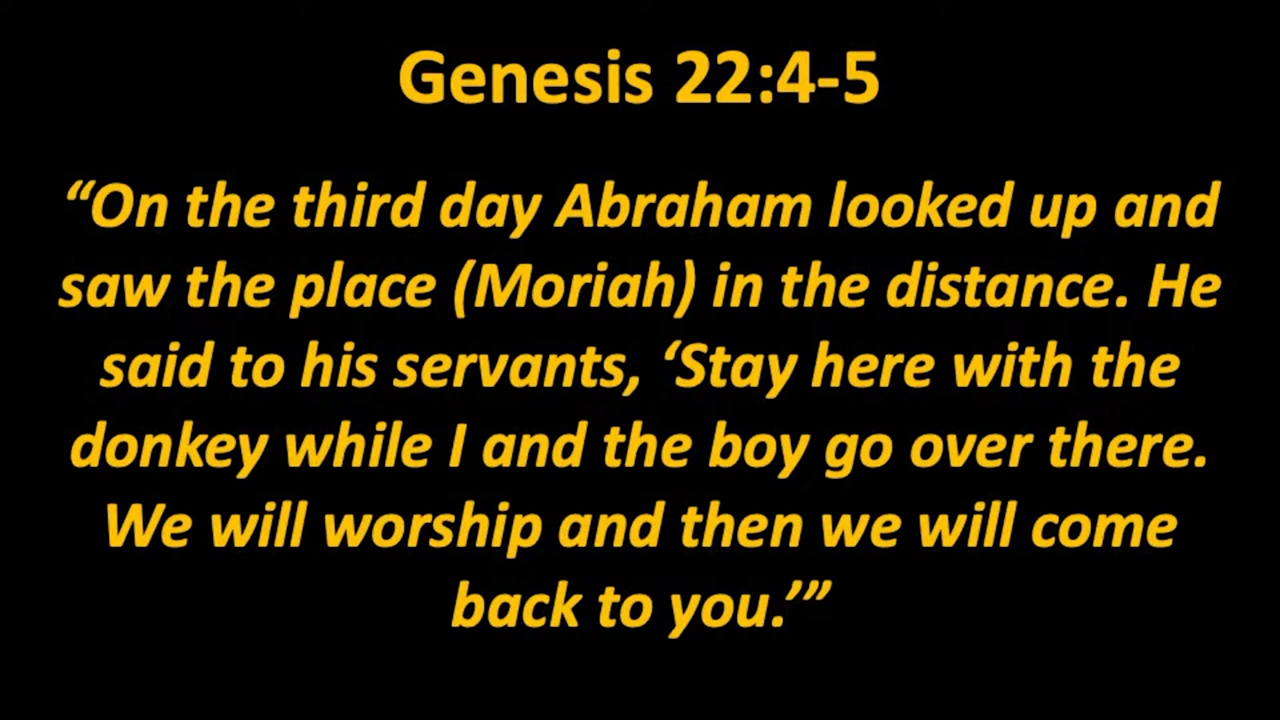 Genesis 22:4-5
“On the third day Abraham looked up and
saw the place (Moriah) in the distance. He
said to his servants, ‘Stay here with the
donkey while I and the boy go over there.
We will worship and then we will come
back to you.’”